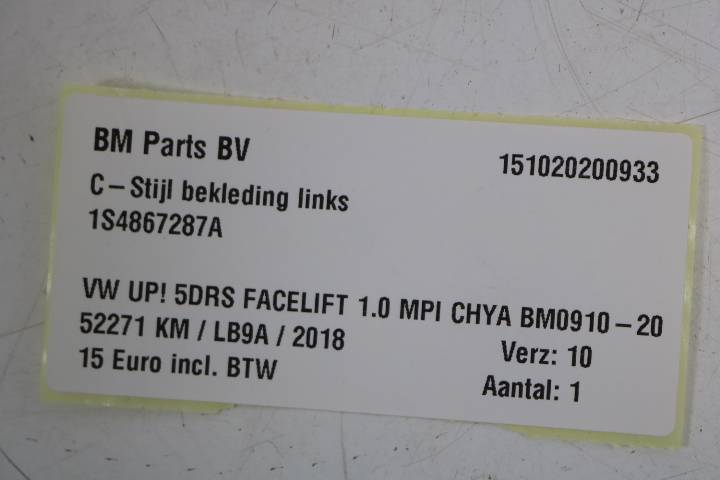 BM Parts BV 151020200933
C-Stijl bekleding links
1S4867287A
VW UP! 5DRS FACELIFT 1.0 MPI CHYA BM0910-20
52271 KM / LB9A / 2018 Verz: 10
15 Euro incl. BTW Aantal: 1